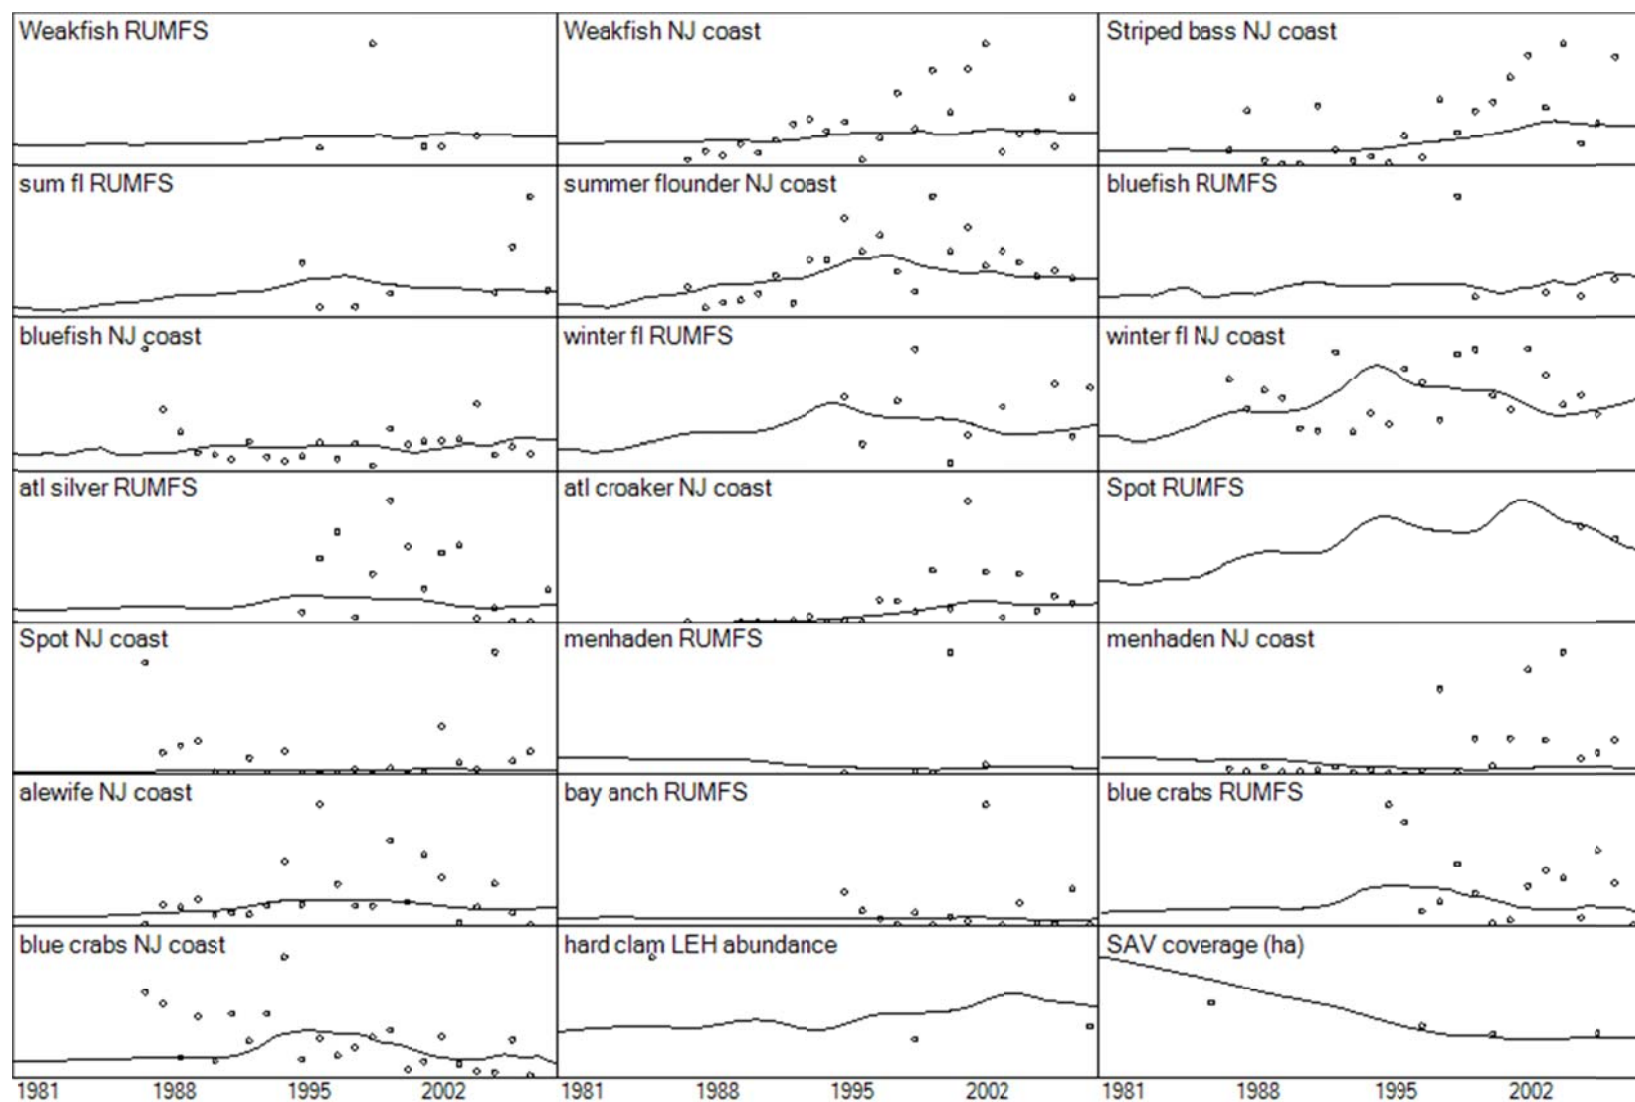 Weakfish RUMFS
Weakfish NJ coast
Striped bass NJ coast
sum fl RUMFS
summer flounder NJ coast
bluefish RUMFS
bluefish NJ coast
winter fl RUMFS
winter fl NJ coast
atl silver RUMFS
atl croaker NJ coast
Spot RUMFS
Spot NJ coast
menhaden RUMFS
menhaden NJ coast
alewife NJ coast
bay anch RUMFS
blue crabs RUMFS
blue crabs NJ coast
hard clam LEH abundance
SAV coverage (ha)
1981 1988 1995 2002 1981 1988 1995 2002 1981 1988 1995 2002